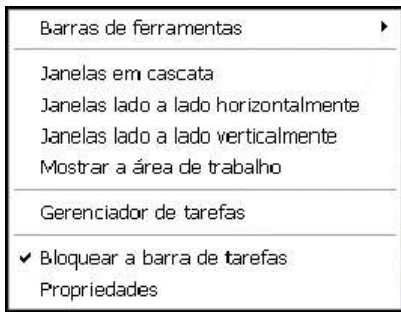 Barras de ferramentas
Janelas em cascata
Janelas lado a lado horizontalmente
Janelas lado a lado verticalmente
Mostrar a área de trabalho
Gerenciador de tarefas
Bloquear a barra de tarefas
Propriedades